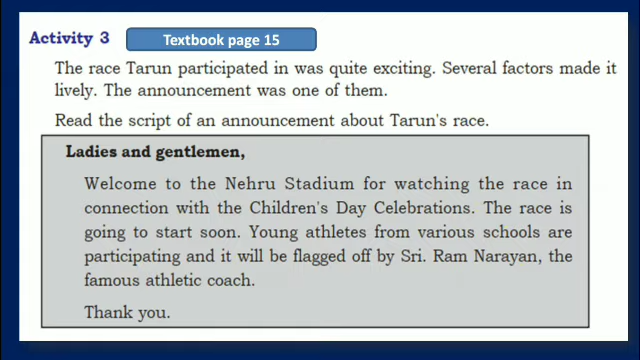 Activity 3 Textbook page 15
The race Tarun participated in was quite exciting. Several factors made it
lively. The announcement was one of them.
Read the script of an announcement about Tarun's race.
Ladies and gentlemen,
Welcome to the Nehru Stadium for watching the race in
connection with the Children's Day Celebrations. The race is
going to start soon. Young athletes from various schools are
participating and it will be flagged off by Sri. Ram Narayan, the
famous athletic coach.
Thank you.